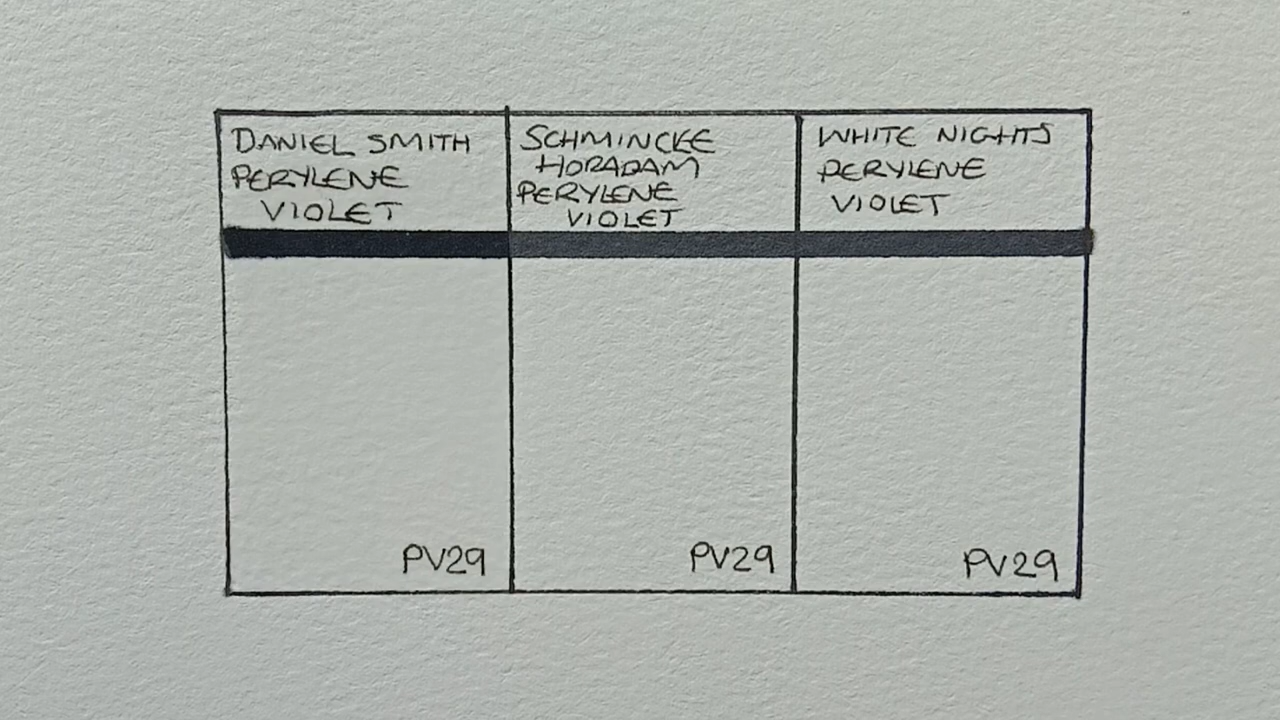 DANIEL SMITH
PERYLENE
VIOLET
PV29
SCHMINCKE
HORADAM
PERYLENE
VIOLET
PV29
WHITE NIGHTS
PERYLENE
VIOLET
PV29